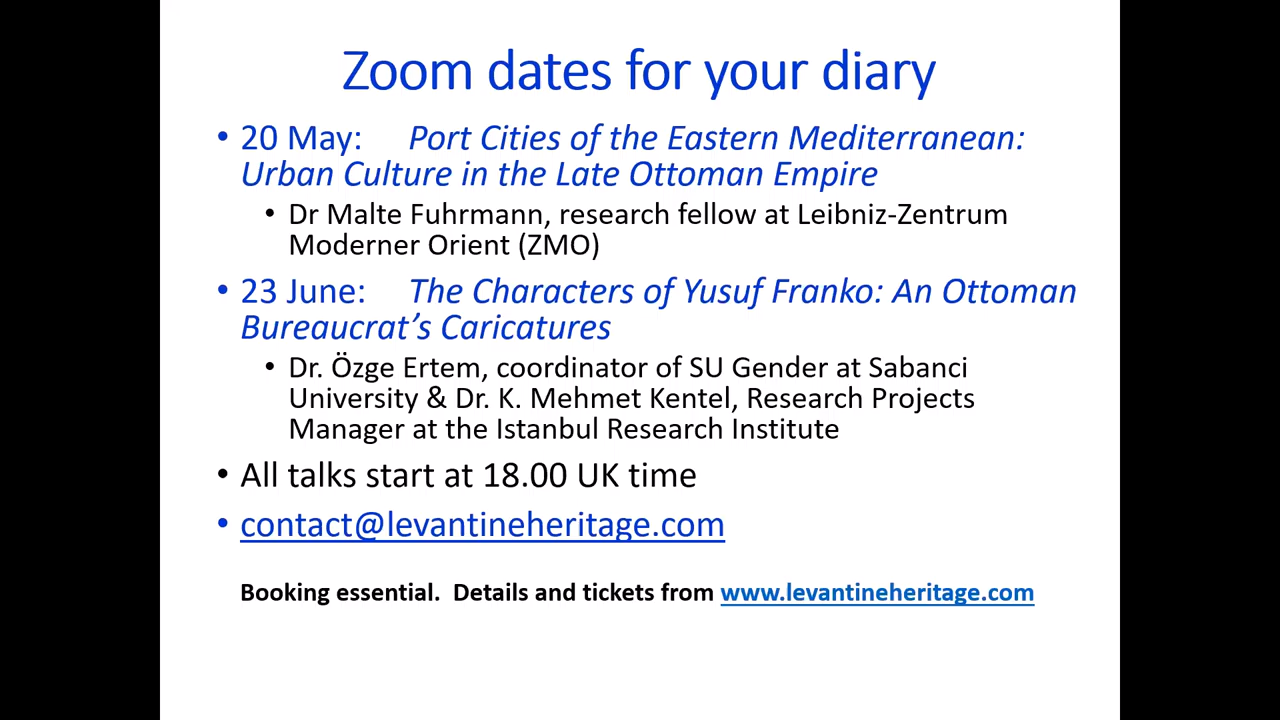 Zoom dates for your diary
• 20 May: Port Cities of the Eastern Mediterranean:
Urban Culture in the Late Ottoman Empire
• Dr Malte Fuhrmann, research fellow at Leibniz-Zentrum
Moderner Orient (ZMO)
• 23 June: The Characters of Yusuf Franko: An Ottoman
Bureaucrat’s Caricatures
• Dr. Özge Ertem, coordinator of SU Gender at Sabanci
University & Dr. K. Mehmet Kentel, Research Projects
Manager at the Istanbul Research Institute
• All talks start at 18.00 UK time
• contact@levantineheritage.com
Booking essential. Details and tickets from www.levantineheritage.com